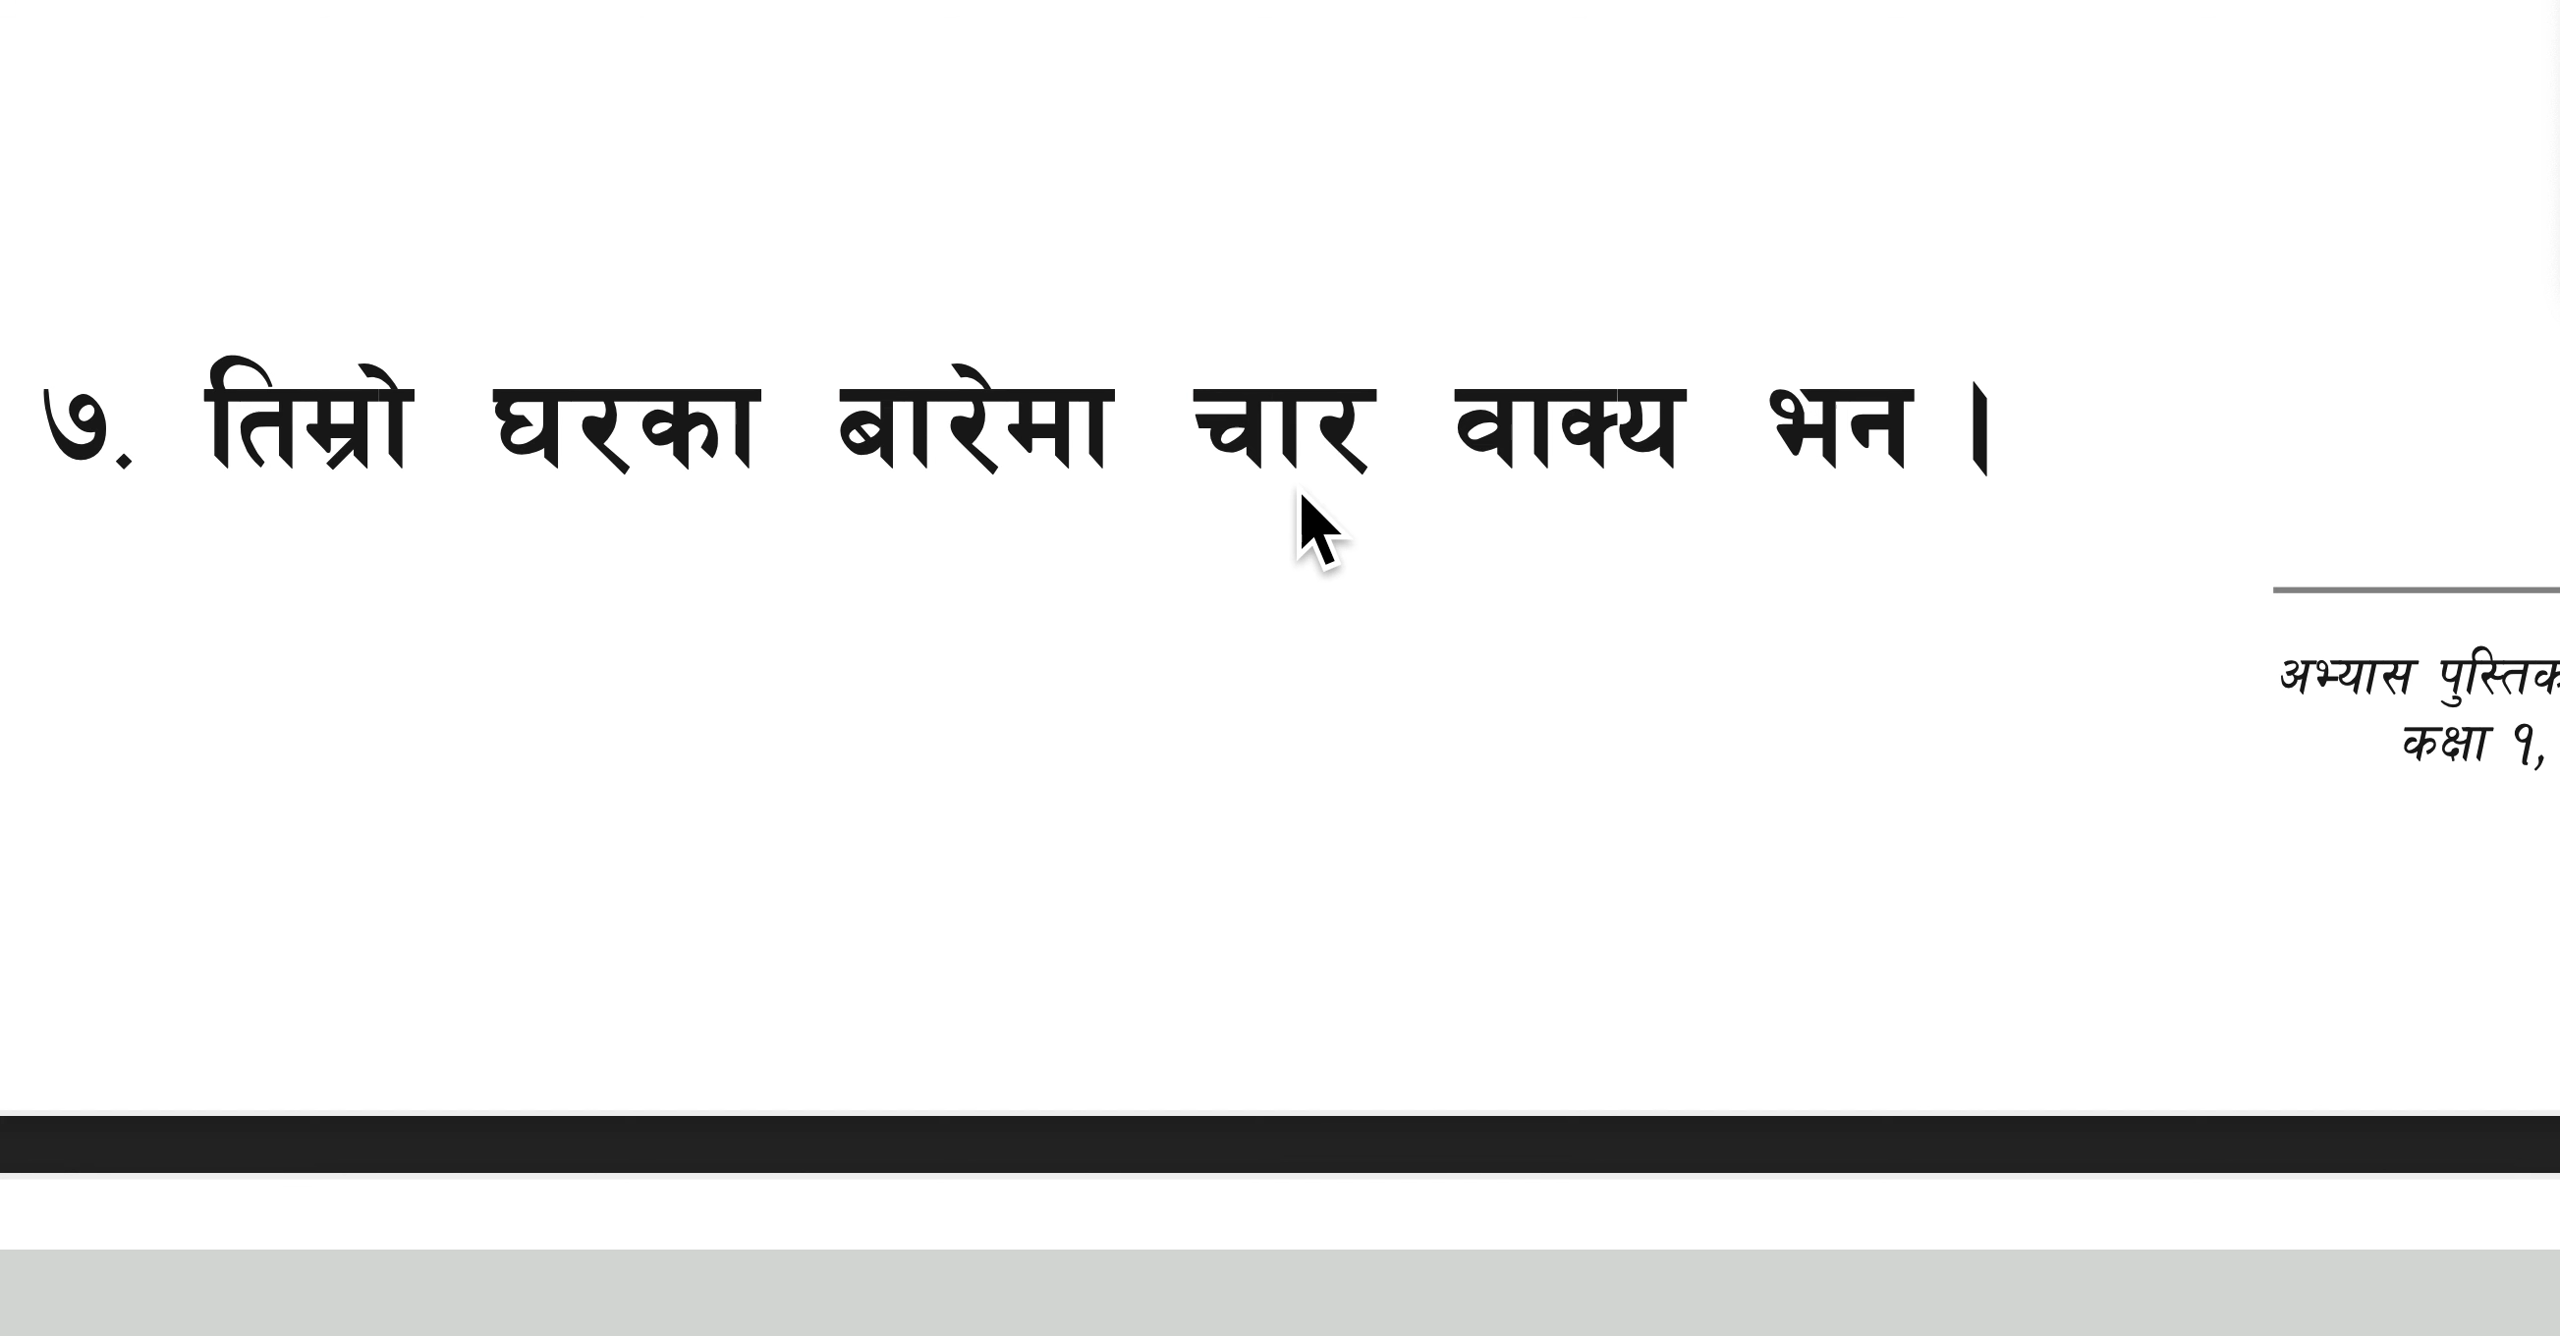 ७. तिम्रो घरका बारेमा चार वाक्य भन ।
अभ्यास
कक्षा १,